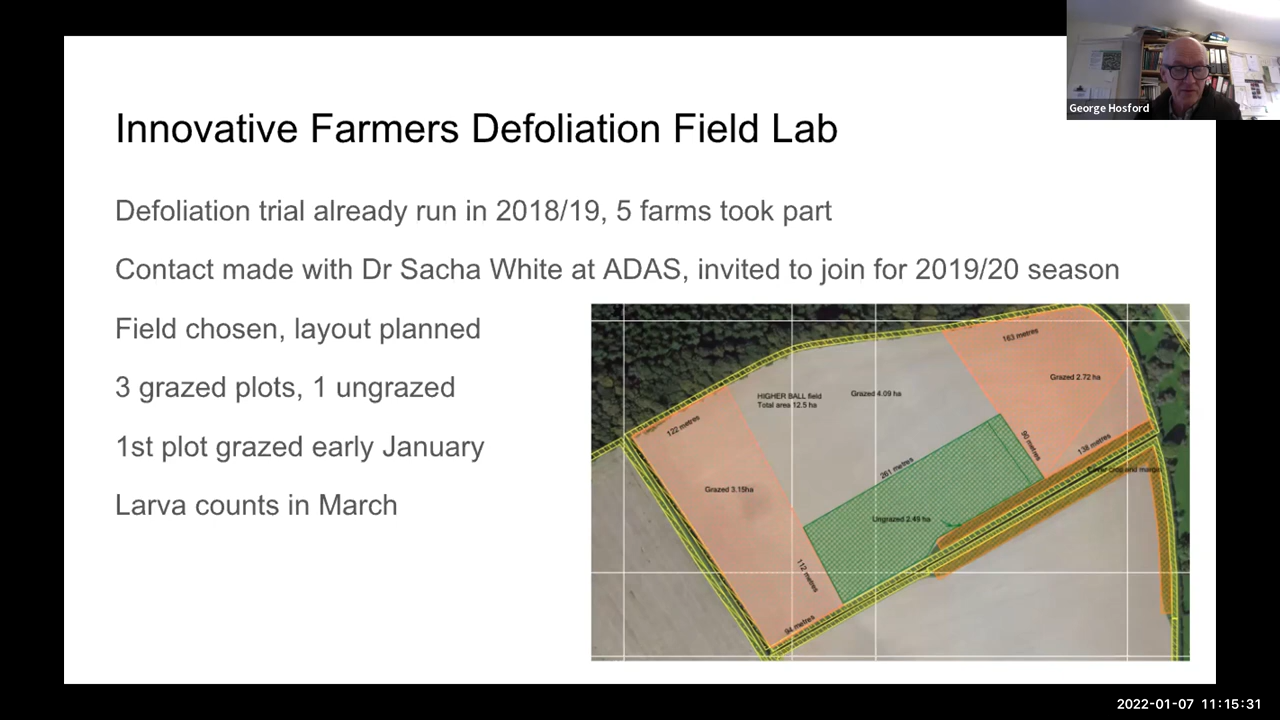 George Hosford
Innovative Farmers Defoliation Field Lab
Defoliation trial already run in 2018/19, 5 farms took part
Contact made with Dr Sacha White at ADAS, invited to join for 2019/20 season
Field chosen, layout planned
3 grazed plots, 1 ungrazed
1st plot grazed early January
Larva counts in March
163 metres
Grazed 2.72 ha
HIGHER BALL field
Total area 12.5 ha
Grazed 4.09 ha
122 metres
90 metres
138 metres
261 metres
Grazed 3.15ha
Ungrazed 2.49 ha
112 metres
94 metres
2022-01-07 11:15:31